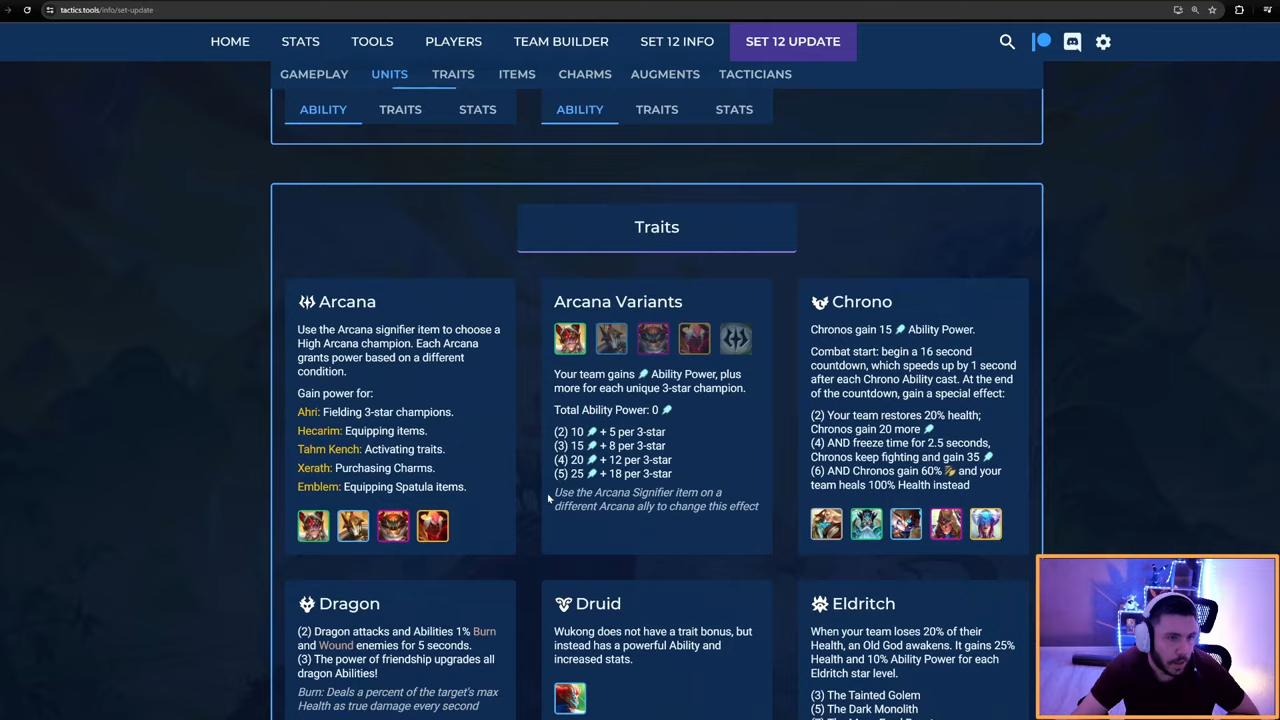 tactics.tools/info/set-update
HOME STATS TOOLS PLAYERS TEAM BUILDER SET 12 INFO SET 12 UPDATE
GAMEPLAY UNITS TRAITS ITEMS CHARMS AUGMENTS TACTICIANS
ABILITY TRAITS STATS ABILITY TRAITS STATS
Traits
Arcana
Use the Arcana signifier item to choose a
High Arcana champion. Each Arcana
grants power based on a different
condition.
Gain power for:
Ahri: Fielding 3-star champions.
Hecarim: Equipping items.
Tahm Kench: Activating traits.
Xerath: Purchasing Charms.
Emblem: Equipping Spatula items.
Arcana Variants
Your team gains Ability Power, plus
more for each unique 3-star champion.
Total Ability Power: 0
(2) 10 + 5 per 3-star
(3) 15 + 8 per 3-star
(4) 20 + 12 per 3-star
(5) 25 + 18 per 3-star
Use the Arcana Signifier item on a
different Arcana ally to change this effect
Chrono
Chronos gain 15 Ability Power.
Combat start: begin a 16 second
countdown, which speeds up by 1 second
after each Chrono Ability cast. At the end
of the countdown, gain a special effect:
(2) Your team restores 20% health;
Chronos gain 20 more
(4) AND freeze time for 2.5 seconds,
Chronos keep fighting and gain 35
(6) AND Chronos gain 60% and your
team heals 100% Health instead
Dragon
(2) Dragon attacks and Abilities 1% Burn
and Wound enemies for 5 seconds.
(3) The power of friendship upgrades all
dragon Abilities!
Burn: Deals a percent of the target's max
Health as true damage every second
Druid
Wukong does not have a trait bonus, but
instead has a powerful Ability and
increased stats.
Eldritch
When your team loses 20% of their
Health, an Old God awakens. It gains 25%
Health and 10% Ability Power for each
Eldritch star level.
(3) The Tainted Golem
(5) The Dark Monolith